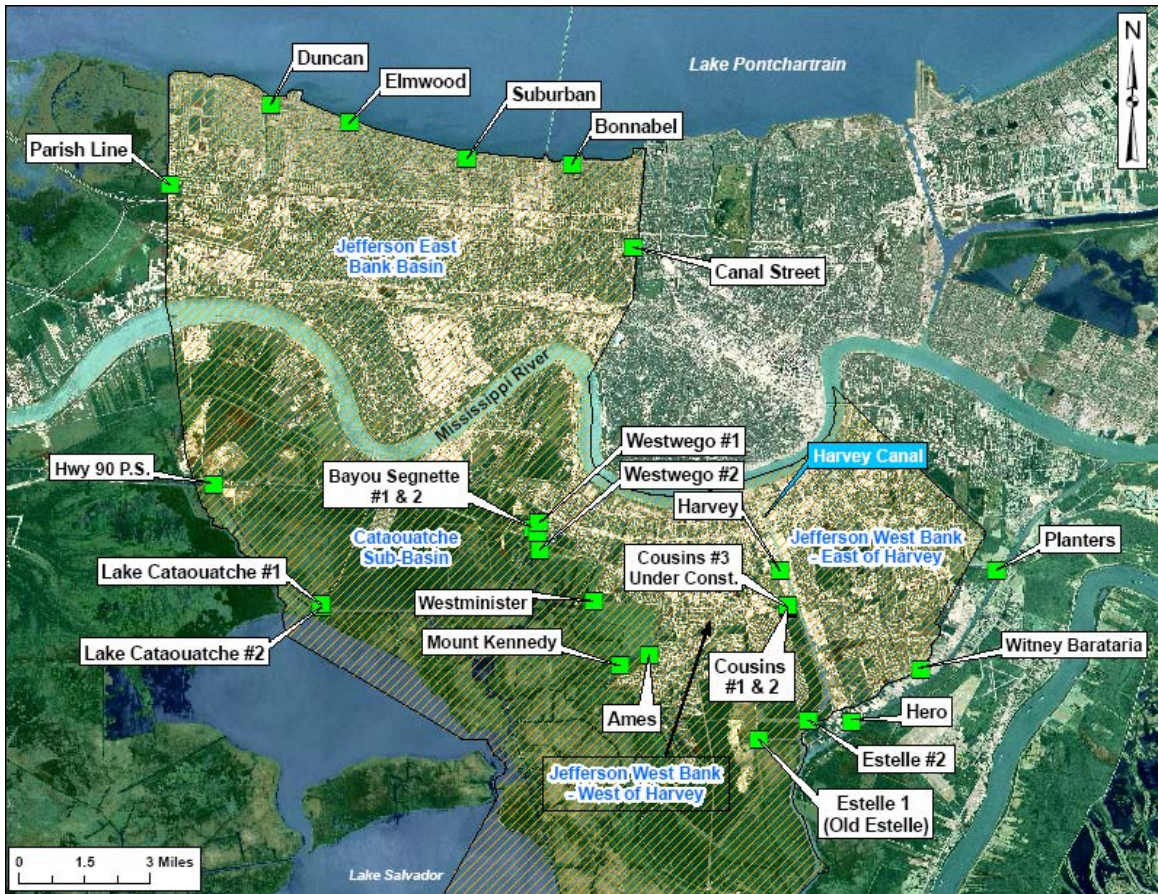 N
Lake Pontchartrain
Duncan
Elmwood
Suburban
Bonnabel
Parish Line
Jefferson East
Bank Basin
Canal Street
Mississippi River
Westwego #1
Harvey Canal
Hwy 90 P.S.
Bayou Segnette
#1 & 2
Westwego #2
Harvey
Cataouatche
Sub-Basin
Jefferson West Bank
- East of Harvey
Planters
Cousins #3
Under Const.
Lake Cataouatche #1
Westminister
Lake Cataouatche #2
Mount Kennedy
Cousins
#1 & 2
Witney Barataria
Ames
Hero
Estelle #2
Jefferson West Bank
- West of Harvey
Estelle 1
(Old Estelle)
0 1.5 3 Miles
Lake Salvador